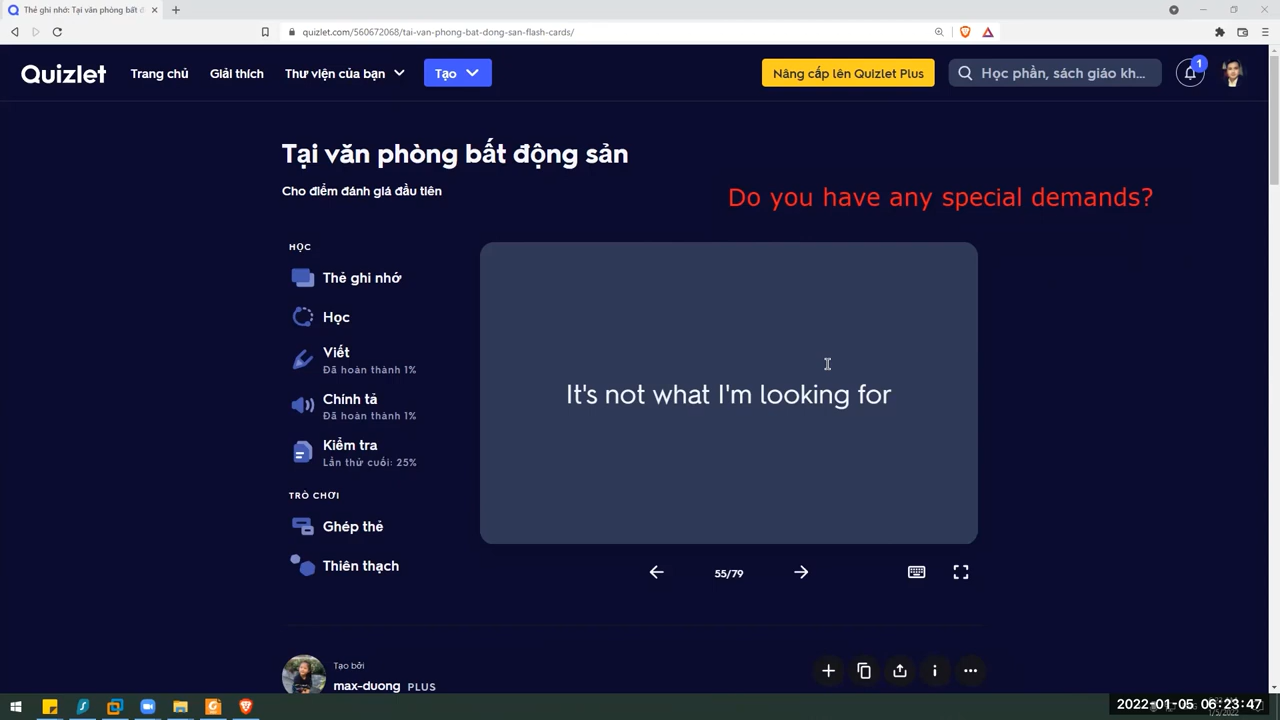 Thẻ ghi nhớ: Tại văn phòng bất đ
quizlet.com/560672068/tai-van-phong-bat-dong-san-flash-cards/
Quizlet
Trang chủ
Giải thích
Thư viện của bạn
Tạo
Nâng cấp lên Quizlet Plus
Học phần, sách giáo kh...
1
Tại văn phòng bất động sản
Cho điểm đánh giá đầu tiên
Do you have any special demands?
HỌC
Thẻ ghi nhớ
Học
Viết
Đã hoàn thành 1%
Chính tả
Đã hoàn thành 1%
Kiểm tra
Lần thử cuối: 25%
TRÒ CHƠI
Ghép thẻ
Thiên thạch
It's not what I'm looking for
55/79
Tạo bởi
max-duong PLUS
2022-01-05 06:23:47